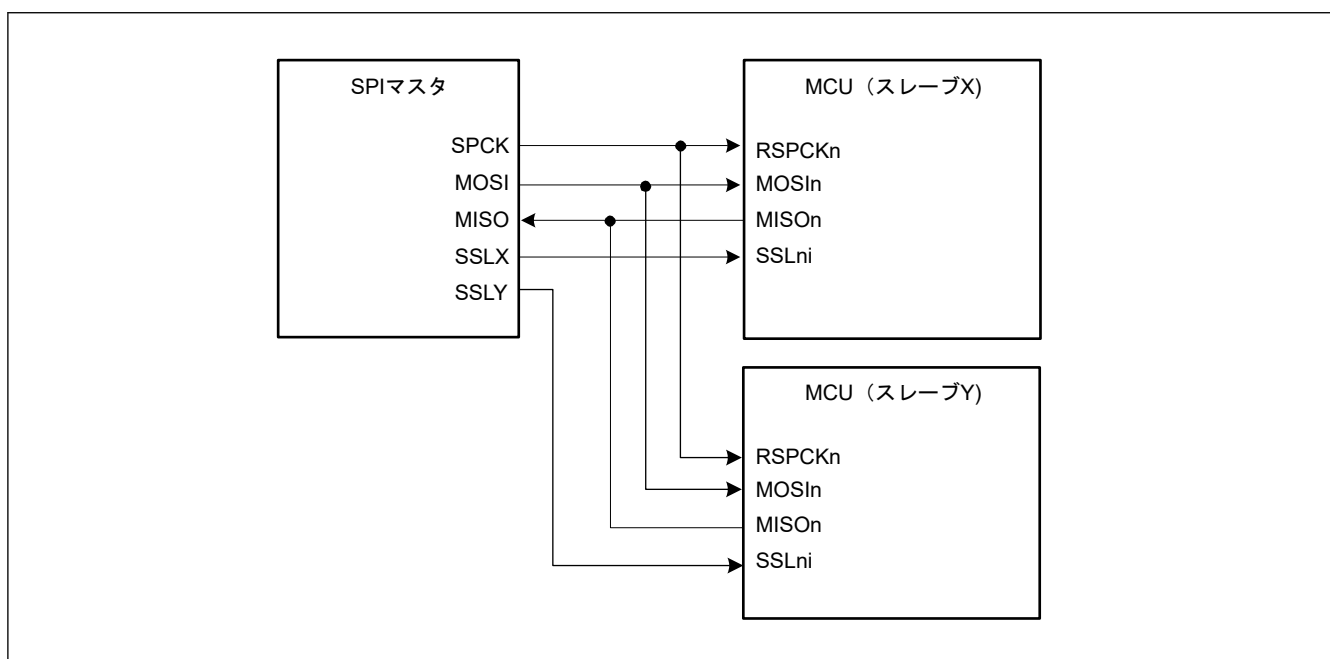 SPIマスタ
SPCK
MOSI
MISO
SSLX
SSLY
MCU（スレーブX)
RSPCKn
MOSIn
MISOn
SSLni
MCU（スレーブY)
RSPCKn
MOSIn
MISOn
SSLni